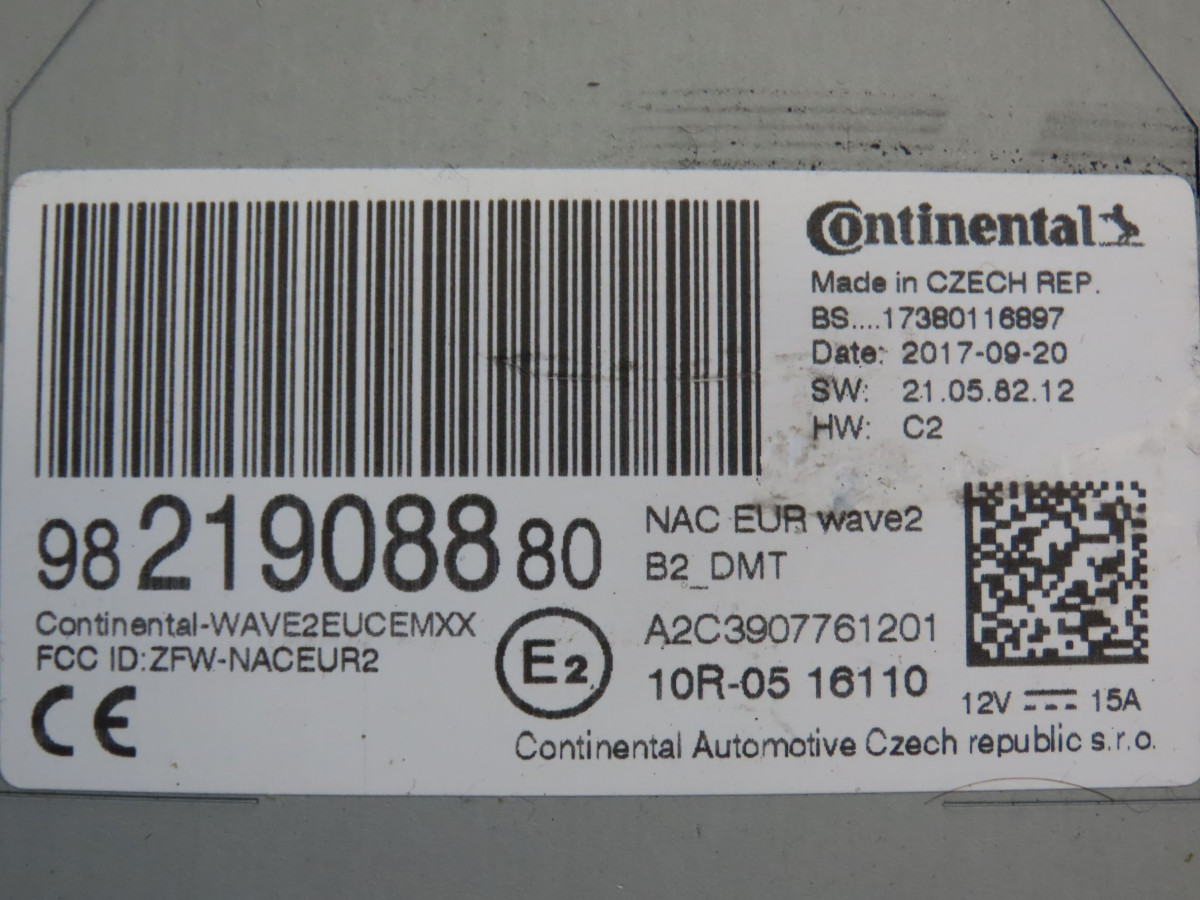 Continental
Made in CZECH REP.
BS....17380116897
Date: 2017-09-20
SW: 21.05.82.12
HW: C2
98 219088 80
NAC EUR wave2
B2_DMT
Continental-WAVE2EUCEMXX
FCC ID:ZFW-NACEUR2
CE
E2
A2C3907761201
10R-05 16110
12V 15A
Continental Automotive Czech republic s.r.o.